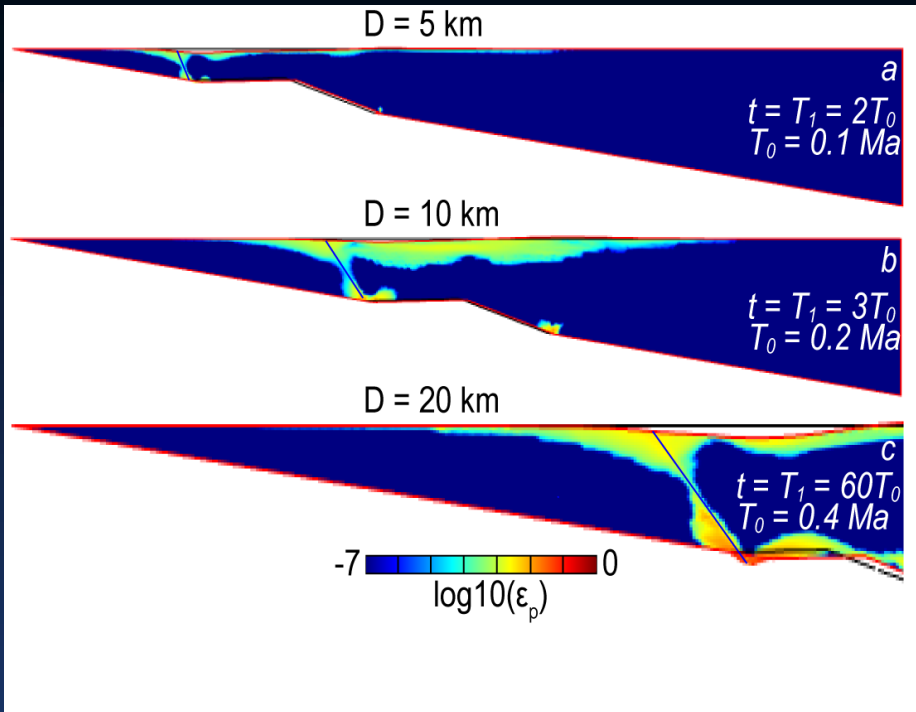 D = 5 km
a
t = T₁ = 2T₀
T₀ = 0.1 Ma
D = 10 km
b
t = T₁ = 3T₀
T₀ = 0.2 Ma
D = 20 km
c
t = T₁ = 60T₀
T₀ = 0.4 Ma
-7 0
log10(εₚ)